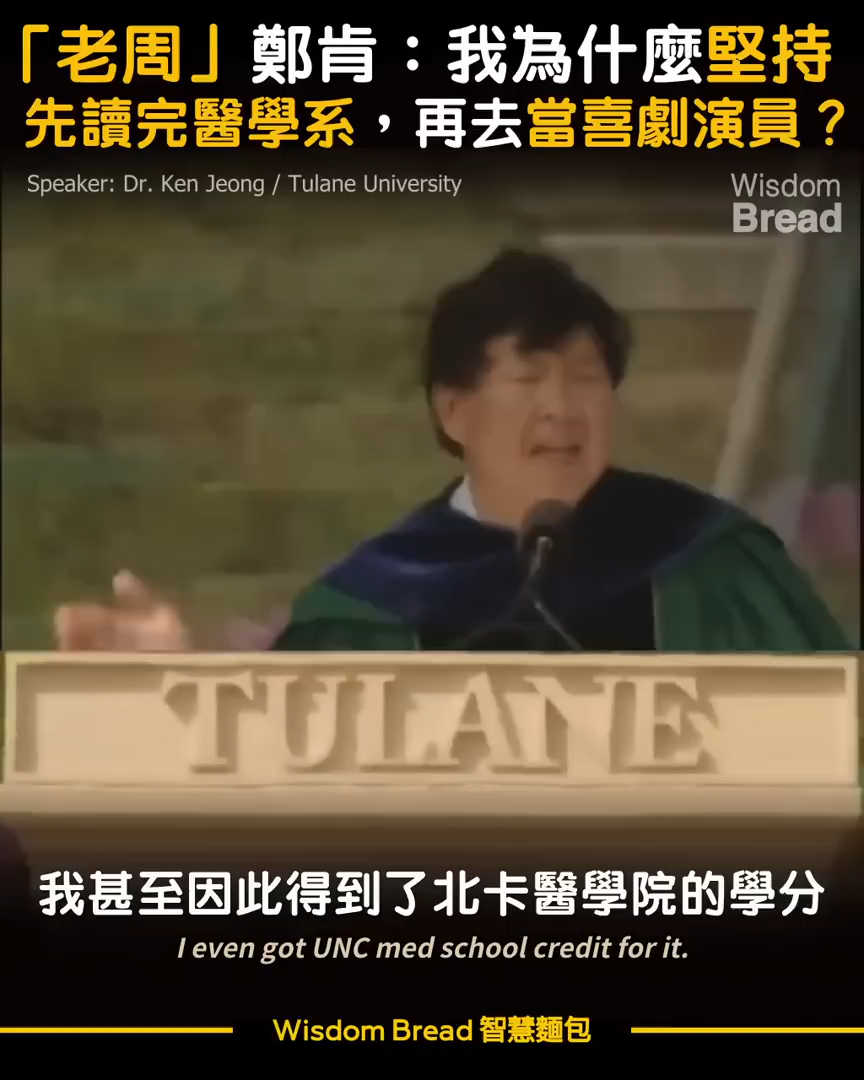 「老周」鄭肯：我為什麼堅持
先讀完醫學系，再去當喜劇演員？
Speaker: Dr. Ken Jeong / Tulane University
Wisdom
Bread
TULANE
我甚至因此得到了北卡醫學院的學分
I even got UNC med school credit for it.
Wisdom Bread 智慧麵包